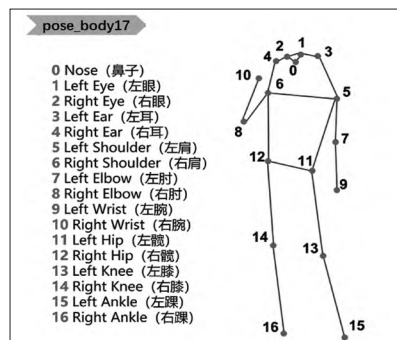 pose_body17
0 Nose（鼻子）
1 Left Eye（左眼）
2 Right Eye（右眼）
3 Left Ear（左耳）
4 Right Ear（右耳）
5 Left Shoulder（左肩）
6 Right Shoulder（右肩）
7 Left Elbow（左肘）
8 Right Elbow（右肘）
9 Left Wrist（左腕）
10 Right Wrist（右腕）
11 Left Hip（左髋）
12 Right Hip（右髋）
13 Left Knee（左膝）
14 Right Knee（右膝）
15 Left Ankle（左踝）
16 Right Ankle（右踝）
1
2
3
4
0
10
6
5
8
7
12
11
9
14
13
16
15